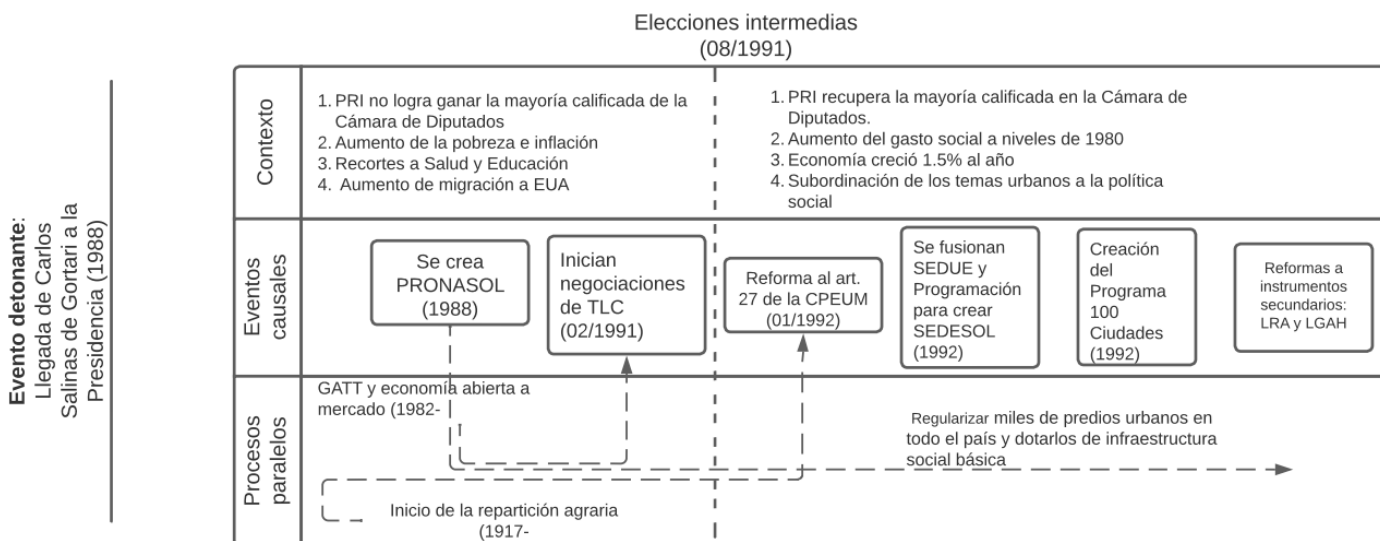 Elecciones intermedias
(08/1991)
Evento detonante:
Llegada de Carlos
Salinas de Gortari a la
Presidencia (1988)
Contexto
1. PRI no logra ganar la mayoría calificada de la
Cámara de Diputados
2. Aumento de la pobreza e inflación
3. Recortes a Salud y Educación
4. Aumento de migración a EUA
1. PRI recupera la mayoría calificada en la Cámara de
Diputados.
2. Aumento del gasto social a niveles de 1980
3. Economía creció 1.5% al año
4. Subordinación de los temas urbanos a la política
social
Eventos
causales
Se crea
PRONASOL
(1988)
Inician
negociaciones
de TLC
(02/1991)
Reforma al art.
27 de la CPEUM
(01/1992)
Se fusionan
SEDUE y
Programación
para crear
SEDESOL
(1992)
Creación
del
Programa
100
Ciudades
(1992)
Reformas a
instrumentos
secundarios:
LRA y LGAH
Procesos
paralelos
GATT y economía abierta a
mercado (1982-
Regularizar miles de predios urbanos en
todo el país y dotarlos de infraestructura
social básica
Inicio de la repartición agraria
(1917-